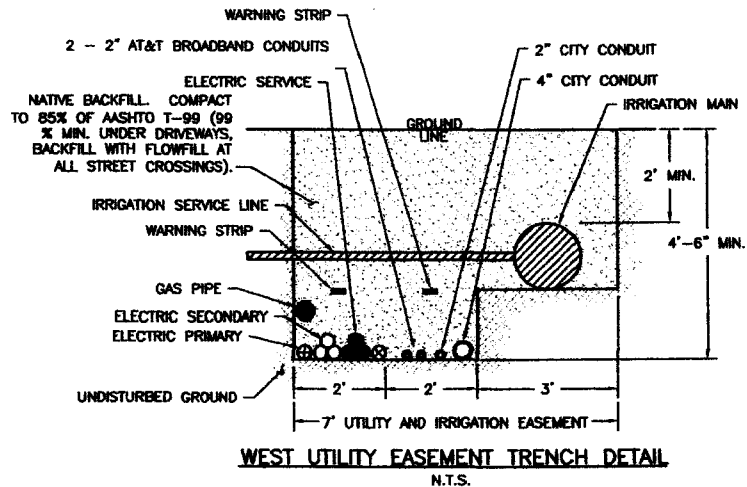 WARNING STRIP
2 - 2" AT&T BROADBAND CONDUITS
2" CITY CONDUIT
4" CITY CONDUIT
ELECTRIC SERVICE
IRRIGATION MAIN
NATIVE BACKFILL. COMPACT
TO 85% OF AASHTO T-99 (99
% MIN. UNDER DRIVEWAYS,
BACKFILL WITH FLOWFILL AT
ALL STREET CROSSINGS).
GROUND
LINE
2' MIN.
IRRIGATION SERVICE LINE
WARNING STRIP
4'-6" MIN.
GAS PIPE
ELECTRIC SECONDARY
ELECTRIC PRIMARY
UNDISTURBED GROUND
2'
2'
3'
7' UTILITY AND IRRIGATION EASEMENT
WEST UTILITY EASEMENT TRENCH DETAIL
N.T.S.